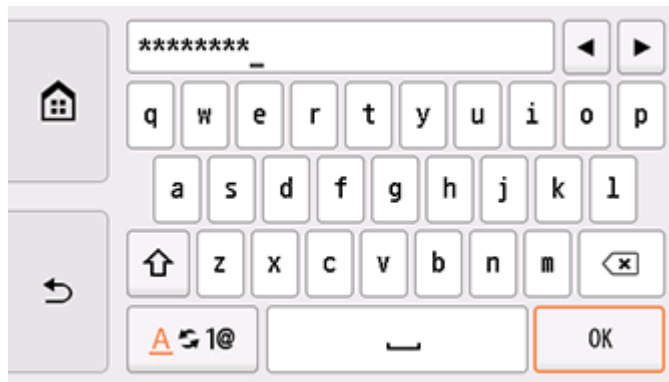 ********_
q w e r t y u i o p
a s d f g h j k l
z x c v b n m
A 1@ OK